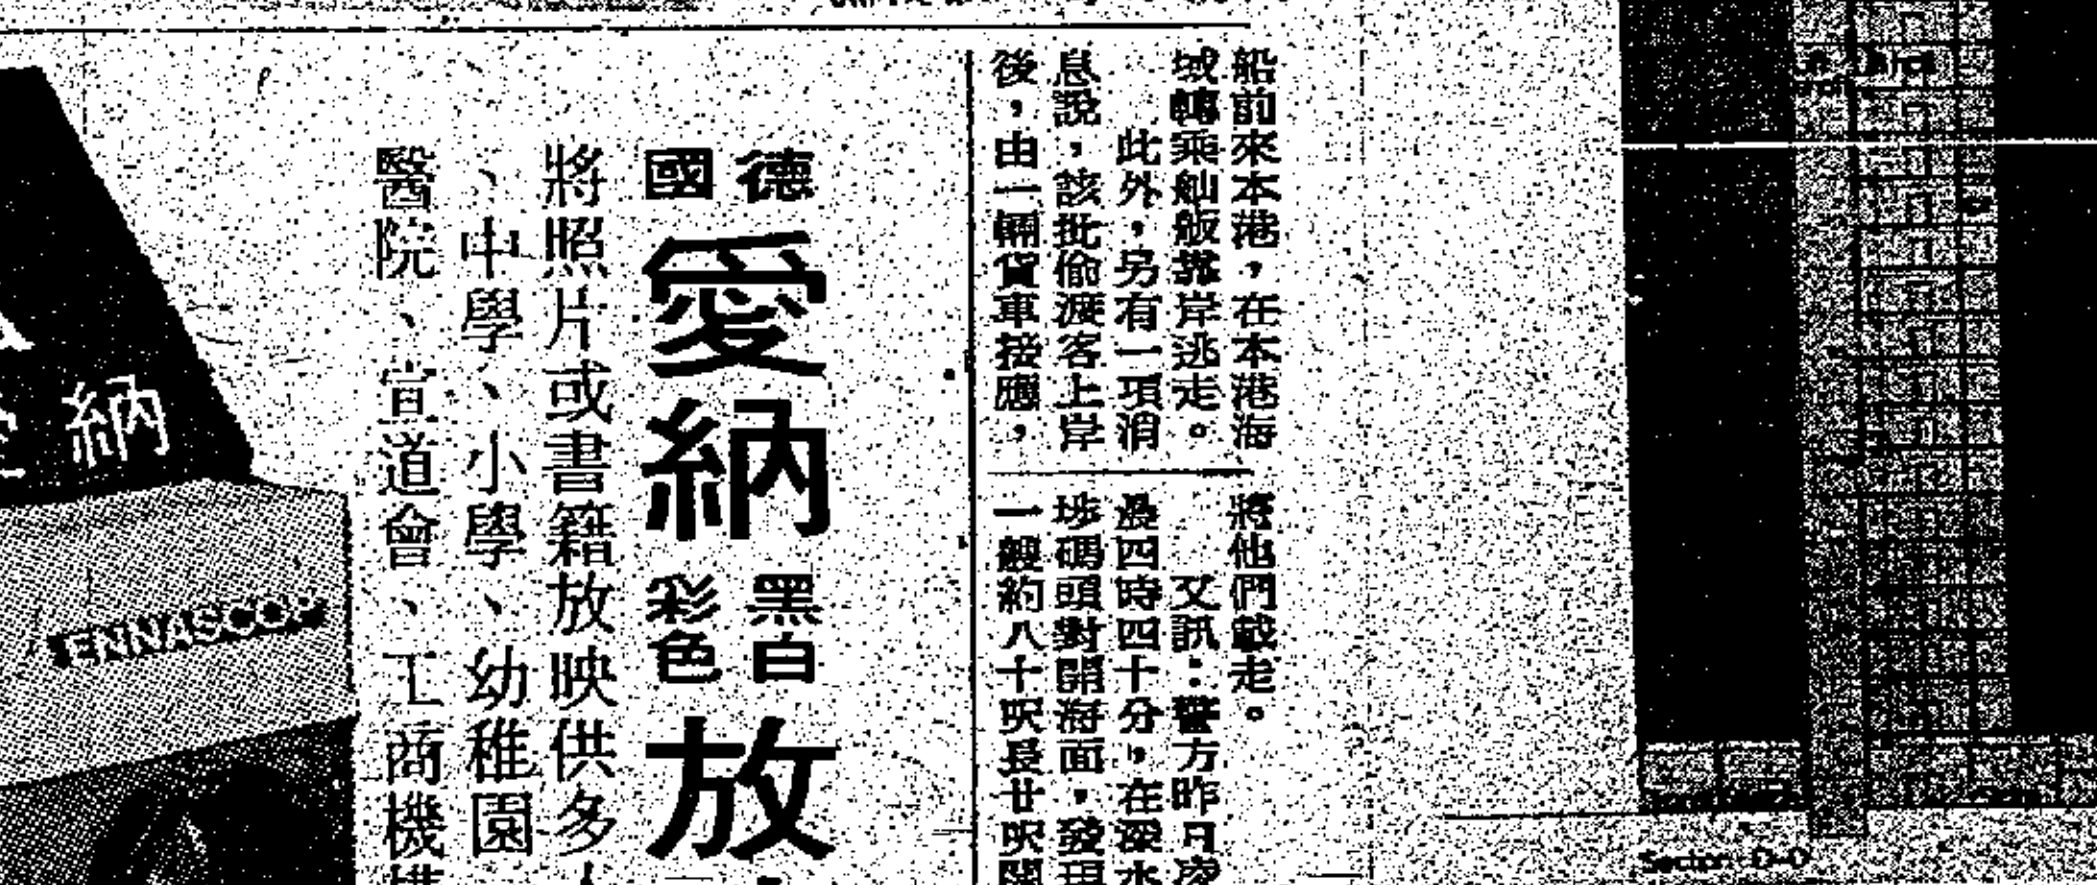 船前來本港，在本港海
域轉乘舢舨靠岸逃走。
此外，另有一項消
息說，該批偷渡客上岸
後，由一輛貨車接應，
將他們載走。
又訊：警方昨日凌
晨四時四十分，在深水
埗碼頭對開海面，發現
一艘約八十呎長廿呎闊
德國
愛納
黑白
彩色
放
將照片或書籍放映供多
、中學、小學、幼稚園
醫院、宣道會、工商機構
納
ENNASCOP
Section D-D